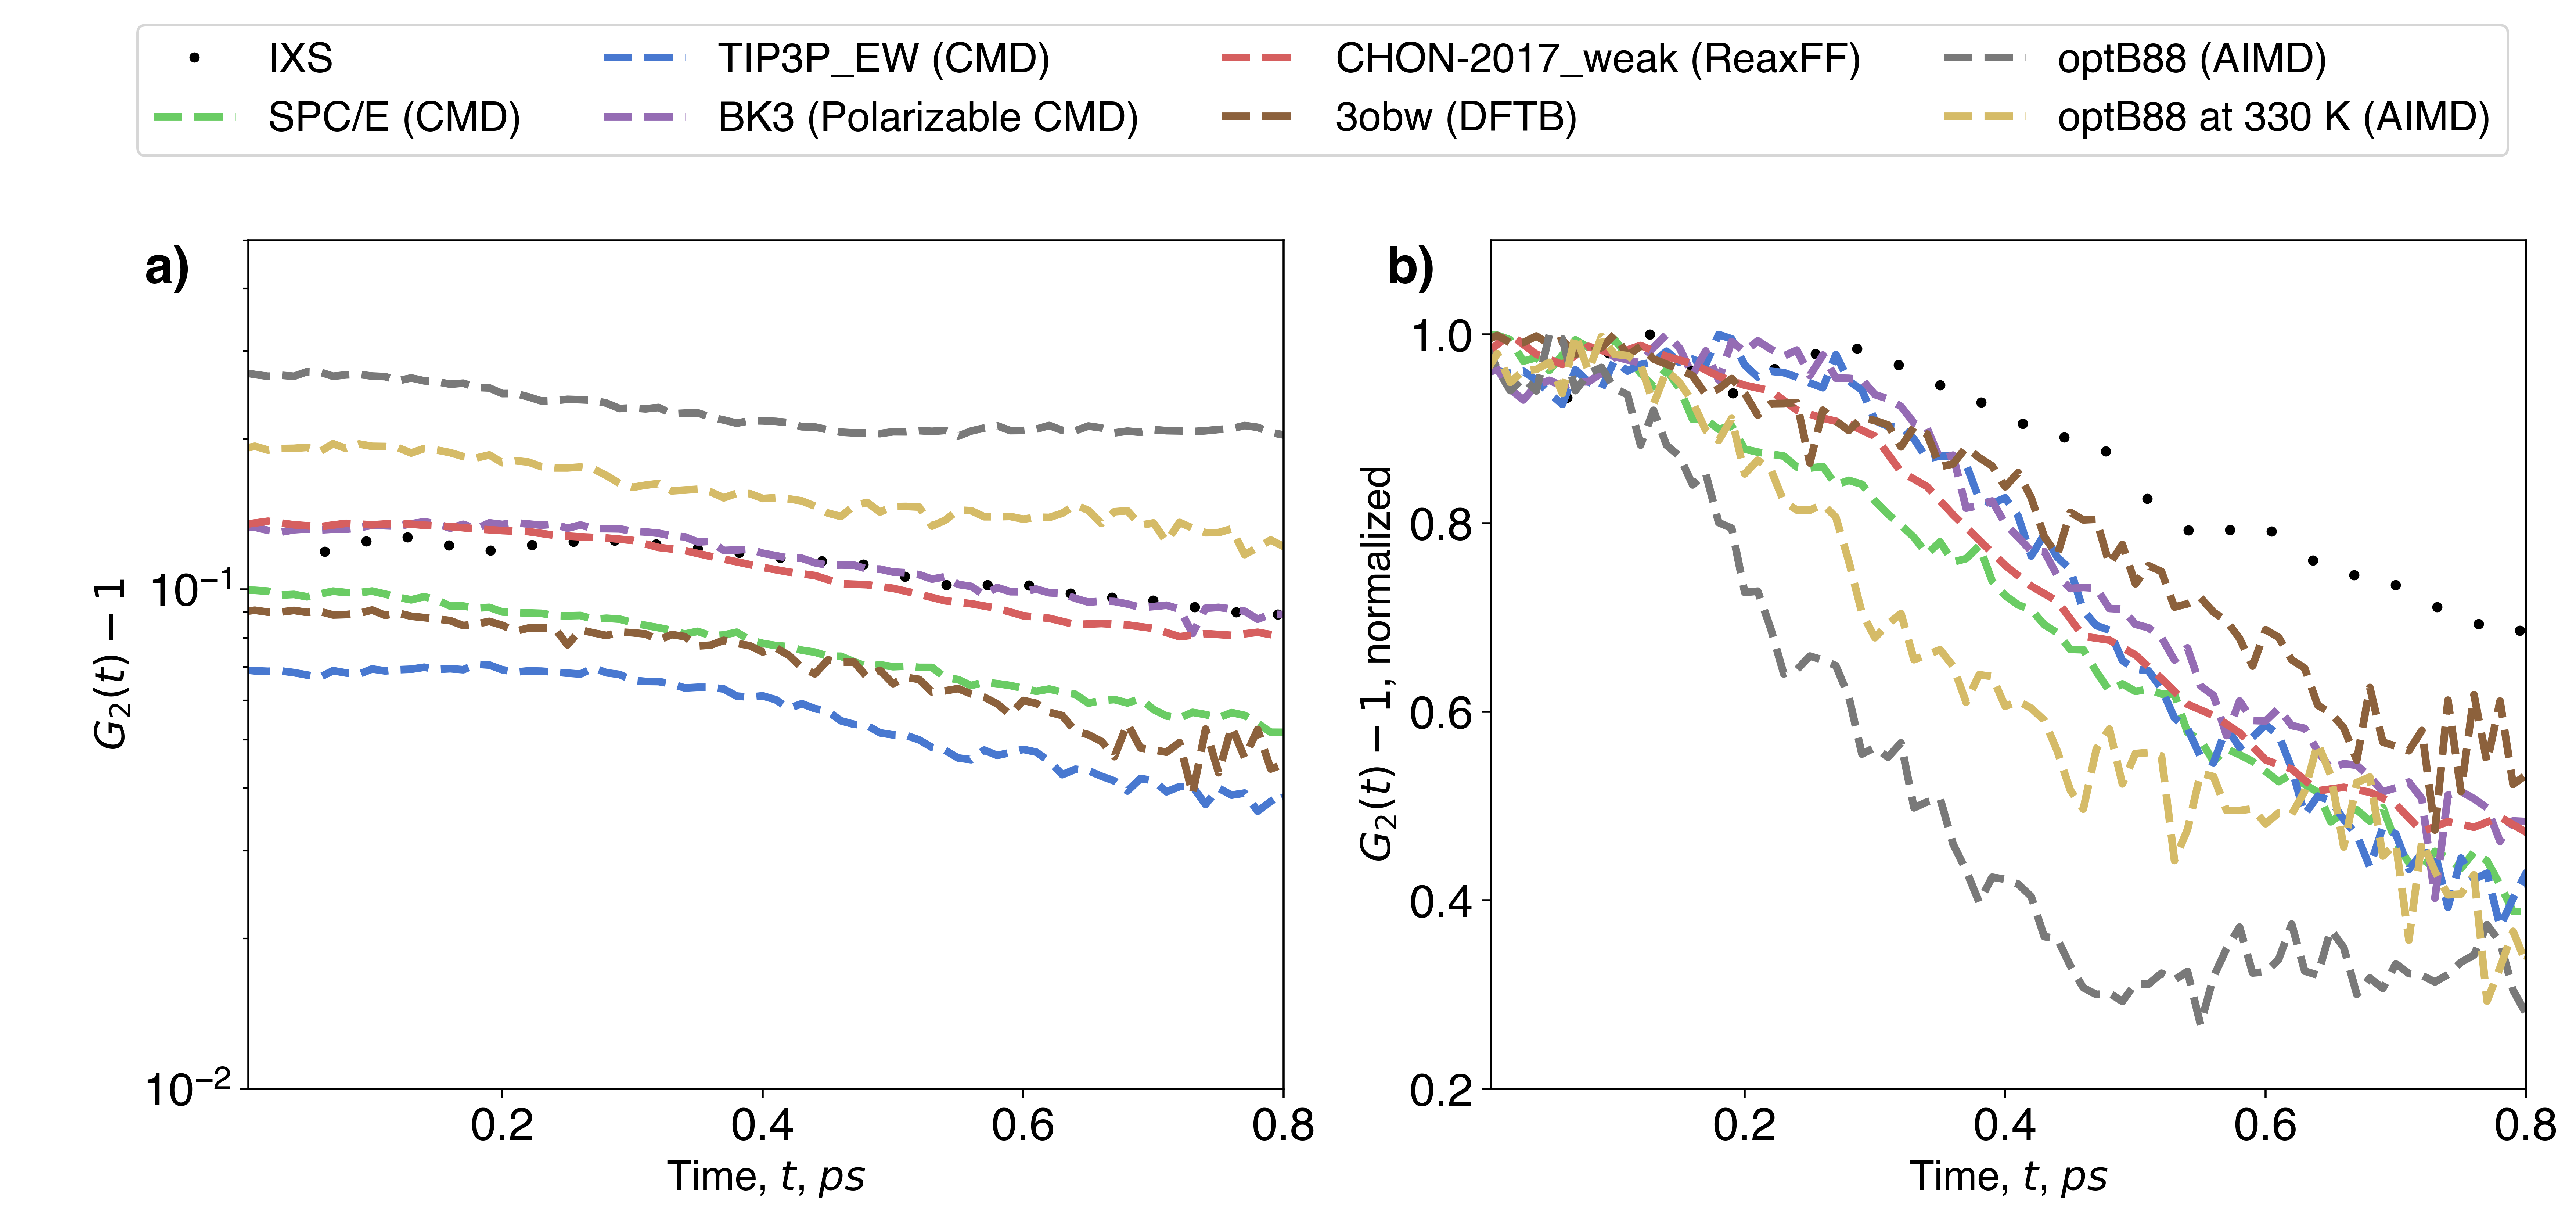 IXS TIP3P_EW (CMD) CHON-2017_weak (ReaxFF) optB88 (AIMD)
SPC/E (CMD) BK3 (Polarizable CMD) 3obw (DFTB) optB88 at 330 K (AIMD)
a)
G₂(t) − 1
10⁻¹
10⁻²
0.2 0.4 0.6 0.8
Time, t, ps
b)
G₂(t) − 1, normalized
1.0
0.8
0.6
0.4
0.2
0.2 0.4 0.6 0.8
Time, t, ps